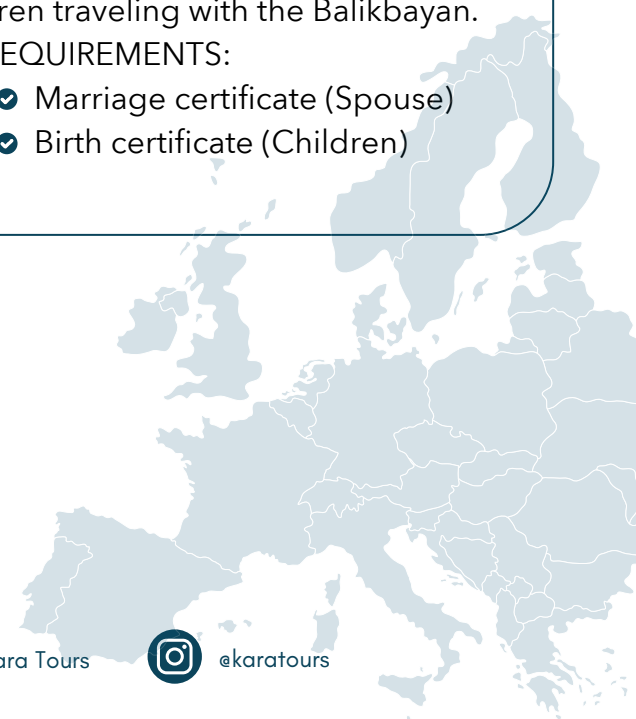 ren traveling with the Balikbayan.
EQUIREMENTS:
Marriage certificate (Spouse)
Birth certificate (Children)
ara Tours
@karatours